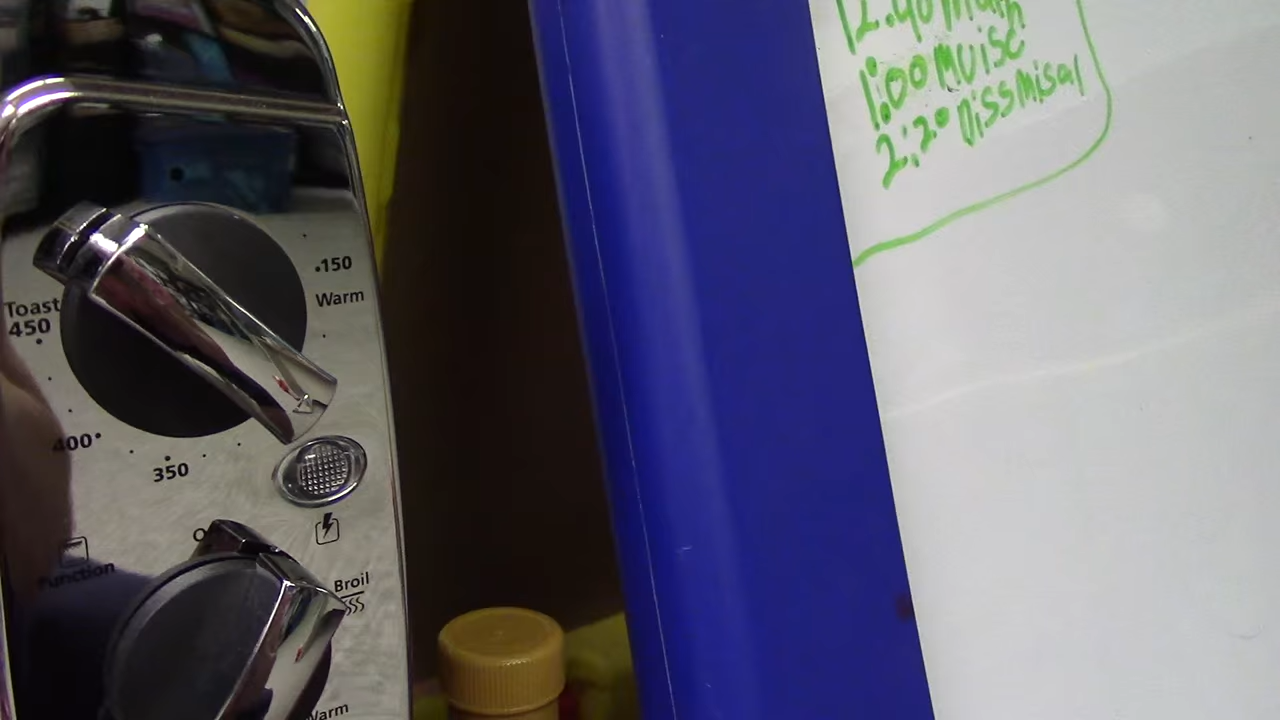 12:40 Math
1:00 Muisc
2:20 Dissmisal
.150
Warm
Toast
450
400°
350
Function
Broil
Warm